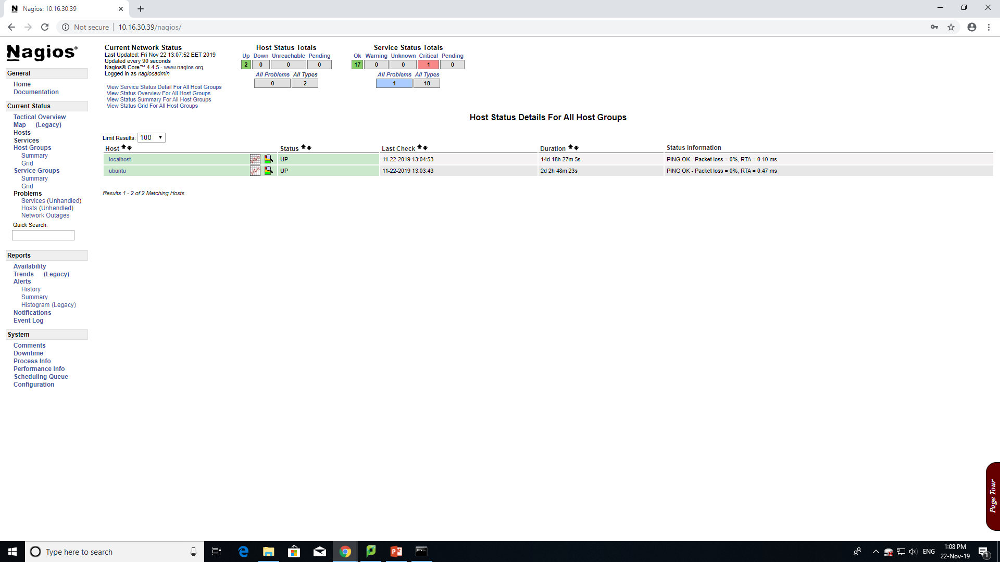 Nagios: 10.16.30.39
Not secure
10.16.30.39/nagios/
Nagios®
General
Home
Documentation
Current Status
Tactical Overview
Map (Legacy)
Hosts
Services
Host Groups
Summary
Grid
Service Groups
Summary
Grid
Problems
Services (Unhandled)
Hosts (Unhandled)
Network Outages
Quick Search:
Reports
Availability
Trends (Legacy)
Alerts
History
Summary
Histogram (Legacy)
Notifications
Event Log
System
Comments
Downtime
Process Info
Performance Info
Scheduling Queue
Configuration
Current Network Status
Last Updated: Fri Nov 22 13:07:52 EET 2019
Updated every 90 seconds
Nagios® Core™ 4.4.5 - www.nagios.org
Logged in as nagiosadmin
View Service Status Detail For All Host Groups
View Status Overview For All Host Groups
View Status Summary For All Host Groups
View Status Grid For All Host Groups
Host Status Totals
Up Down Unreachable Pending
2 0 0 0
All Problems All Types
0 2
Service Status Totals
Ok Warning Unknown Critical Pending
17 0 0 1 0
All Problems All Types
1 18
Host Status Details For All Host Groups
Limit Results: 100
Host Status Last Check Duration Status Information
localhost UP 11-22-2019 13:04:53 14d 18h 27m 5s PING OK - Packet loss = 0%, RTA = 0.10 ms
ubuntu UP 11-22-2019 13:03:43 2d 2h 48m 23s PING OK - Packet loss = 0%, RTA = 0.47 ms
Results 1 - 2 of 2 Matching Hosts
Page Tour
Type here to search
ENG
1:08 PM
22-Nov-19
1